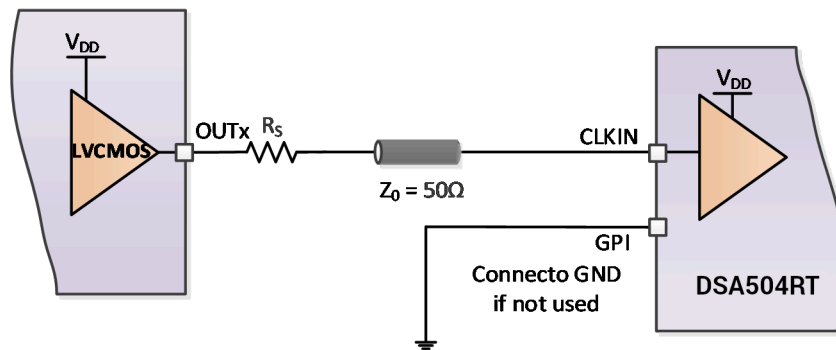 VDD
LVCMOS
OUTx
RS
Z0 = 50Ω
CLKIN
VDD
GPI
Connecto GND
if not used
DSA504RT